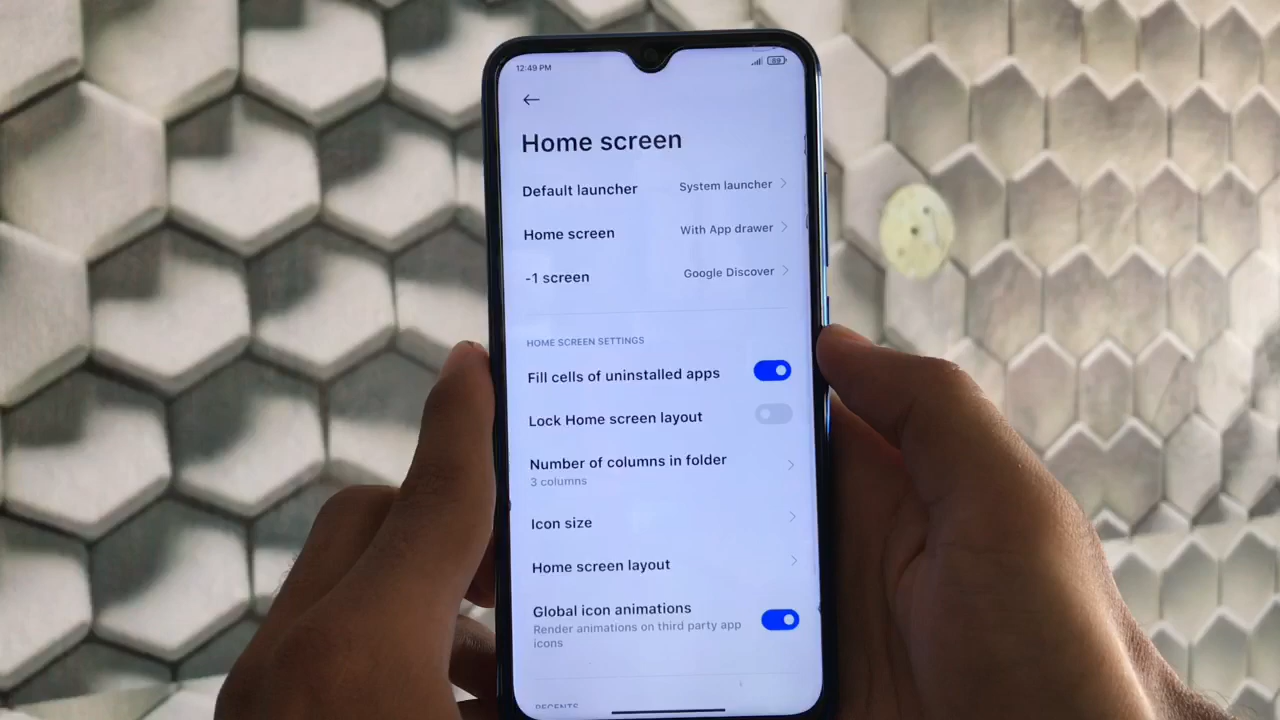 12:49 PM
89
Home screen
Default launcher System launcher
Home screen With App drawer
-1 screen Google Discover
HOME SCREEN SETTINGS
Fill cells of uninstalled apps
Lock Home screen layout
Number of columns in folder
3 columns
Icon size
Home screen layout
Global icon animations
Render animations on third party app
icons
RECENTS